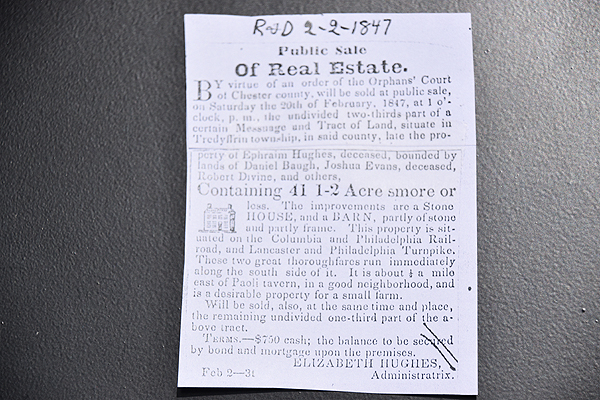 R&D 2-2-1847
Public Sale
Of Real Estate.
BY virtue of an order of the Orphans' Court
of Chester county, will be sold at public sale,
on Saturday the 20th of February, 1847, at 1 o'-
clock, p. m., the undivided two-thirds part of a
certain Messuage and Tract of Land, situate in
Tredyffrin township, in said county, late the pro-
perty of Ephraim Hughes, deceased, bounded by
lands of Daniel Baugh, Joshua Evans, deceased,
Robert Divine, and others,
Containing 41 1-2 Acre smore or
less. The improvements are a Stone
HOUSE, and a BARN, partly of stone
and partly frame. This property is sit-
uated on the Columbia and Philadelphia Rail-
road, and Lancaster and Philadelphia Turnpike.
These two great thoroughfares run immediately
along the south side of it. It is about ½ a mile
east of Paoli tavern, in a good neighborhood, and
is a desirable property for a small farm.
Will be sold, also, at the same time and place,
the remaining undivided one-third part of the a-
bove tract.
TERMS.—$750 cash; the balance to be secured
by bond and mortgage upon the premises.
ELIZABETH HUGHES,
Administratrix.
Feb 2—3t